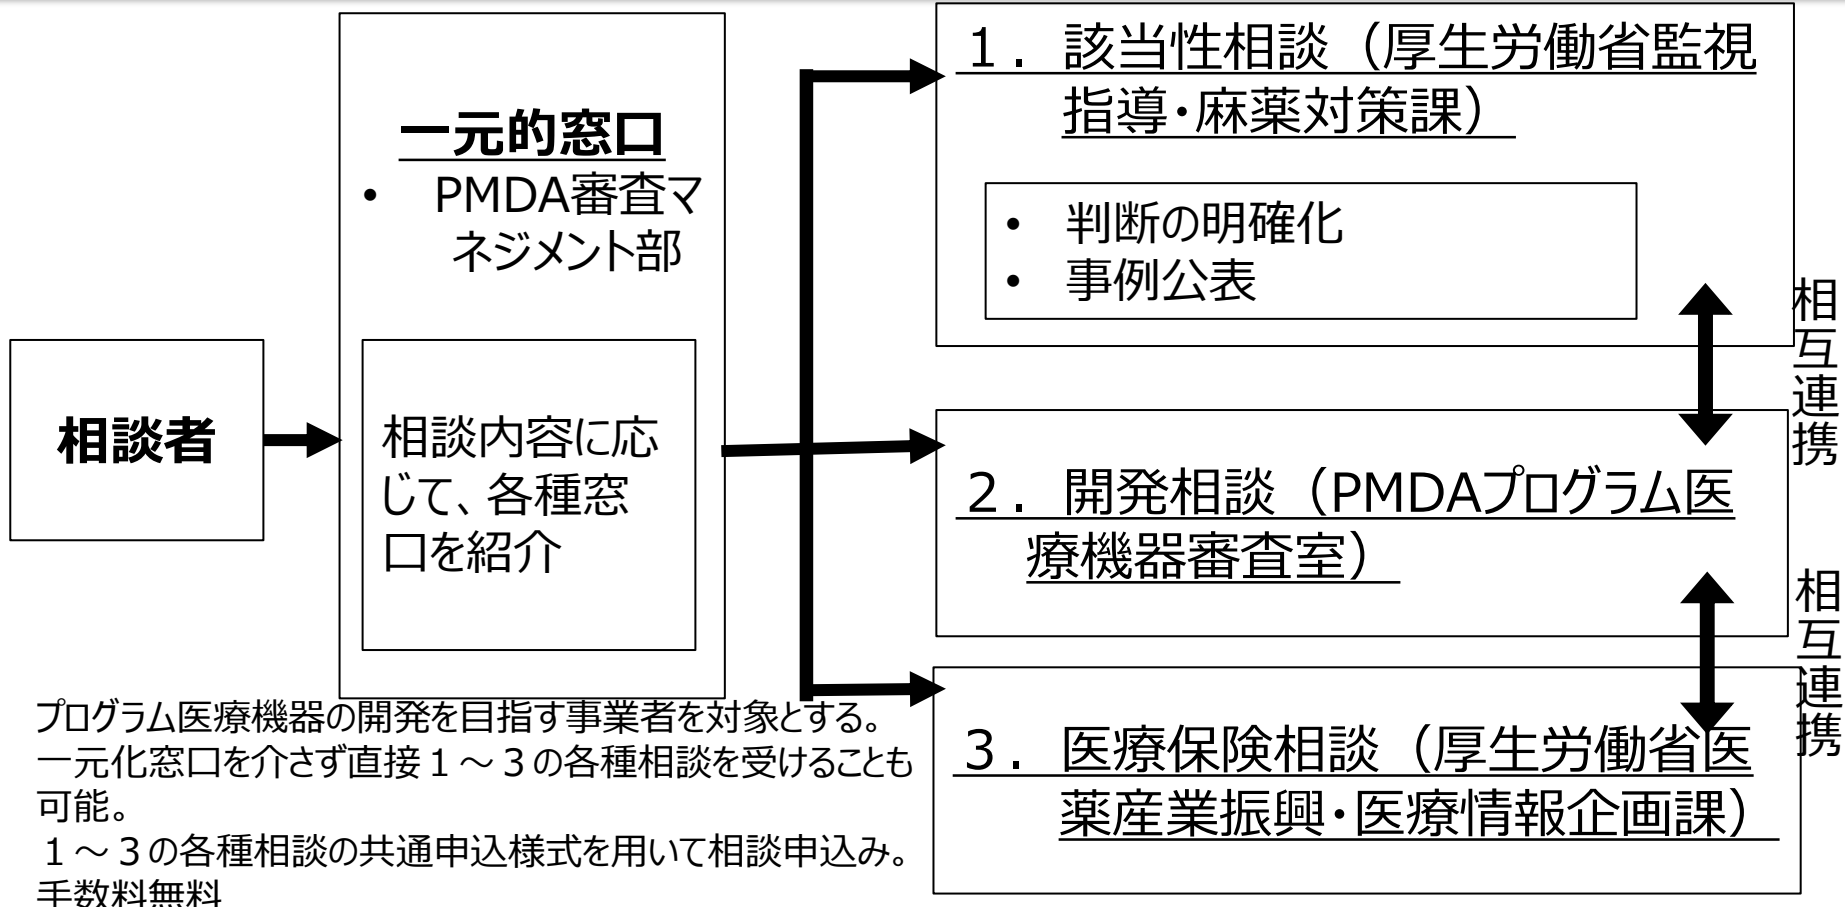 相談者
一元的窓口
• PMDA審査マ
ネジメント部
相談内容に応
じて、各種窓
口を紹介
1．該当性相談（厚生労働省監視
指導・麻薬対策課）
• 判断の明確化
• 事例公表
相互連携
2．開発相談（PMDAプログラム医
療機器審査室）
相互連携
3．医療保険相談（厚生労働省医
薬産業振興・医療情報企画課）
プログラム医療機器の開発を目指す事業者を対象とする。
一元化窓口を介さず直接１～３の各種相談を受けることも
可能。
１～３の各種相談の共通申込様式を用いて相談申込み。
手数料無料